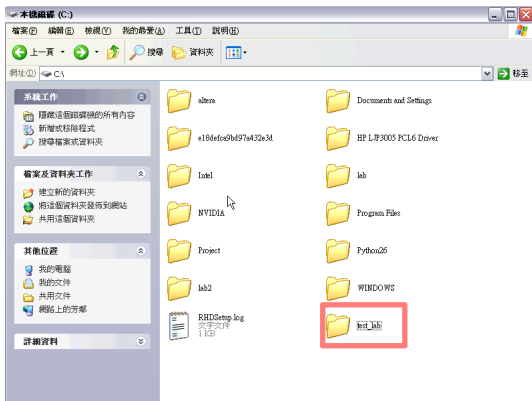 本機磁碟 (C:)
檔案(F) 編輯(E) 檢視(V) 我的最愛(A) 工具(T) 說明(H)
上一頁 搜尋 資料夾
網址(D) C:\ 移至
系統工作
隱藏這個磁碟機的所有內容
新增或移除程式
搜尋檔案或資料夾
檔案及資料夾工作
建立新的資料夾
將這個資料夾發佈到網站
共用這個資料夾
其他位置
我的電腦
我的文件
共用文件
網路上的芳鄰
詳細資料
altera Documents and Settings
e18defca9bd97a432e3d HP LJP3005 PCL6 Driver
Intel lab
NVIDIA Program Files
Project Python26
lab2 WINDOWS
RHDSetup.log
文字文件
1 KB
test_lab